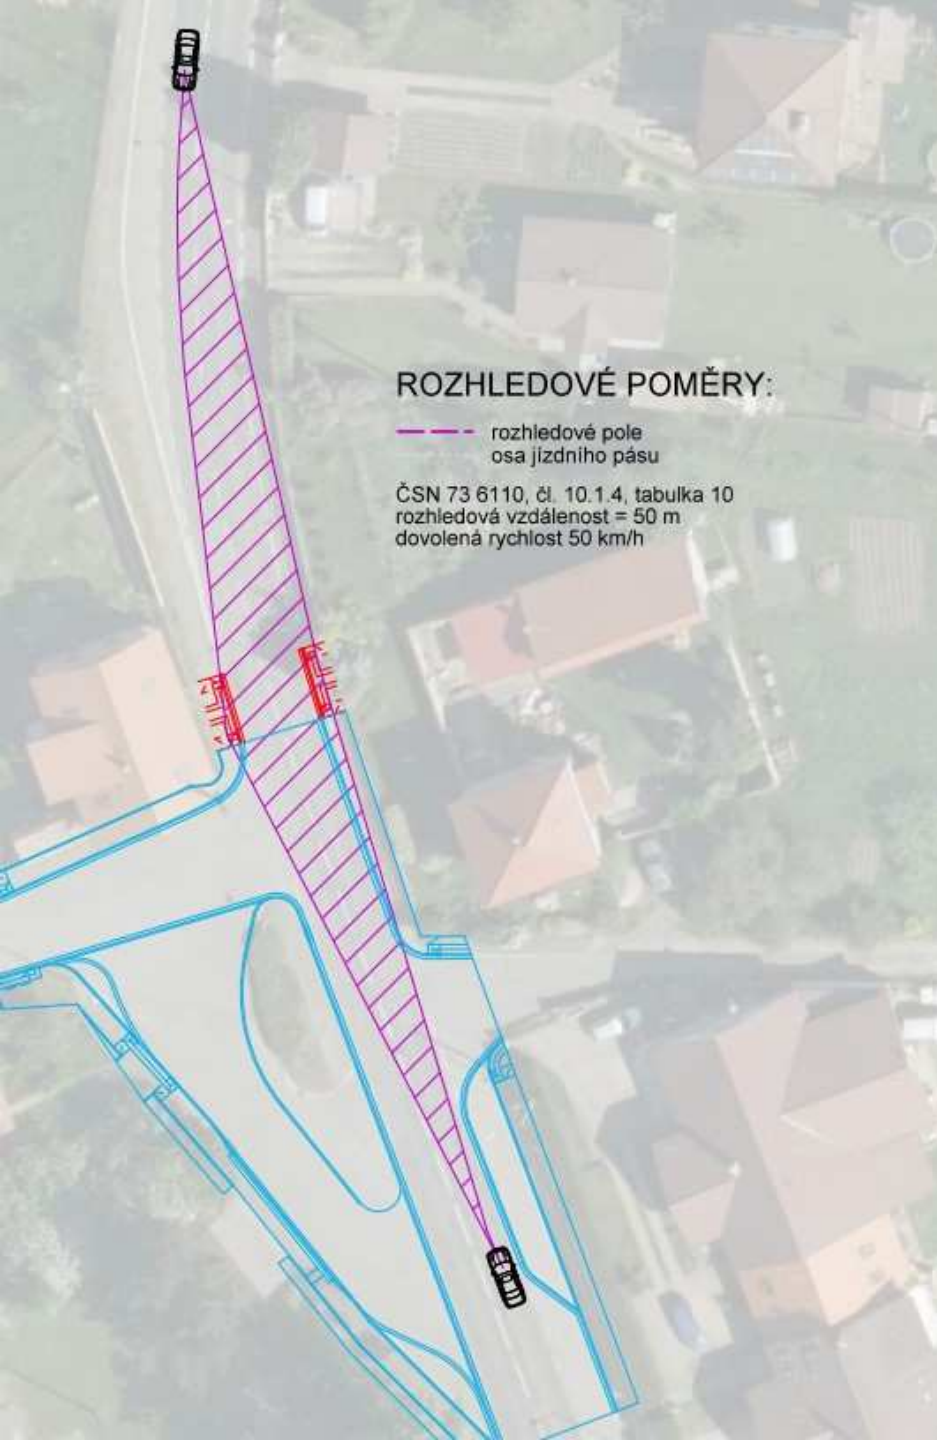 ROZHLEDOVÉ POMĚRY:
rozhledové pole
osa jízdního pásu
ČSN 73 6110, čl. 10.1.4, tabulka 10
rozhledová vzdálenost = 50 m
dovolená rychlost 50 km/h